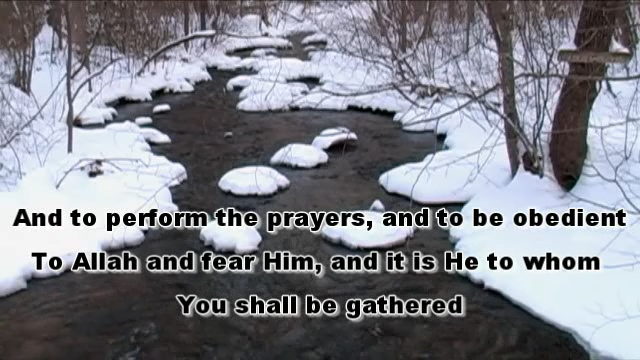 And to perform the prayers, and to be obedient
To Allah and fear Him, and it is He to whom
You shall be gathered